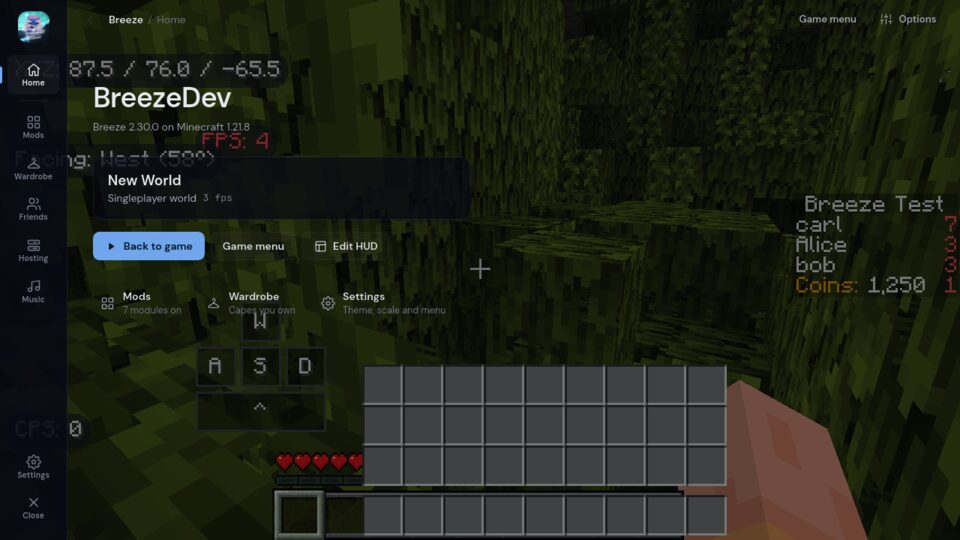 Breeze / Home
Game menu
Options
XYZ: 87.5 / 76.0 / -65.5
Home
BreezeDev
Breeze 2.30.0 on Minecraft 1.21.8
FPS: 4
Mods
Facing: West (58°)
Wardrobe
New World
Singleplayer world 3 fps
Friends
Breeze Test
carl 7
Alice 3
bob 3
Coins: 1,250 1
Hosting
Back to game
Game menu
Edit HUD
Music
Mods
7 modules on
Wardrobe
Capes you own
Settings
Theme, scale and menu
W
A S D
^
CPS: 0
Settings
Close